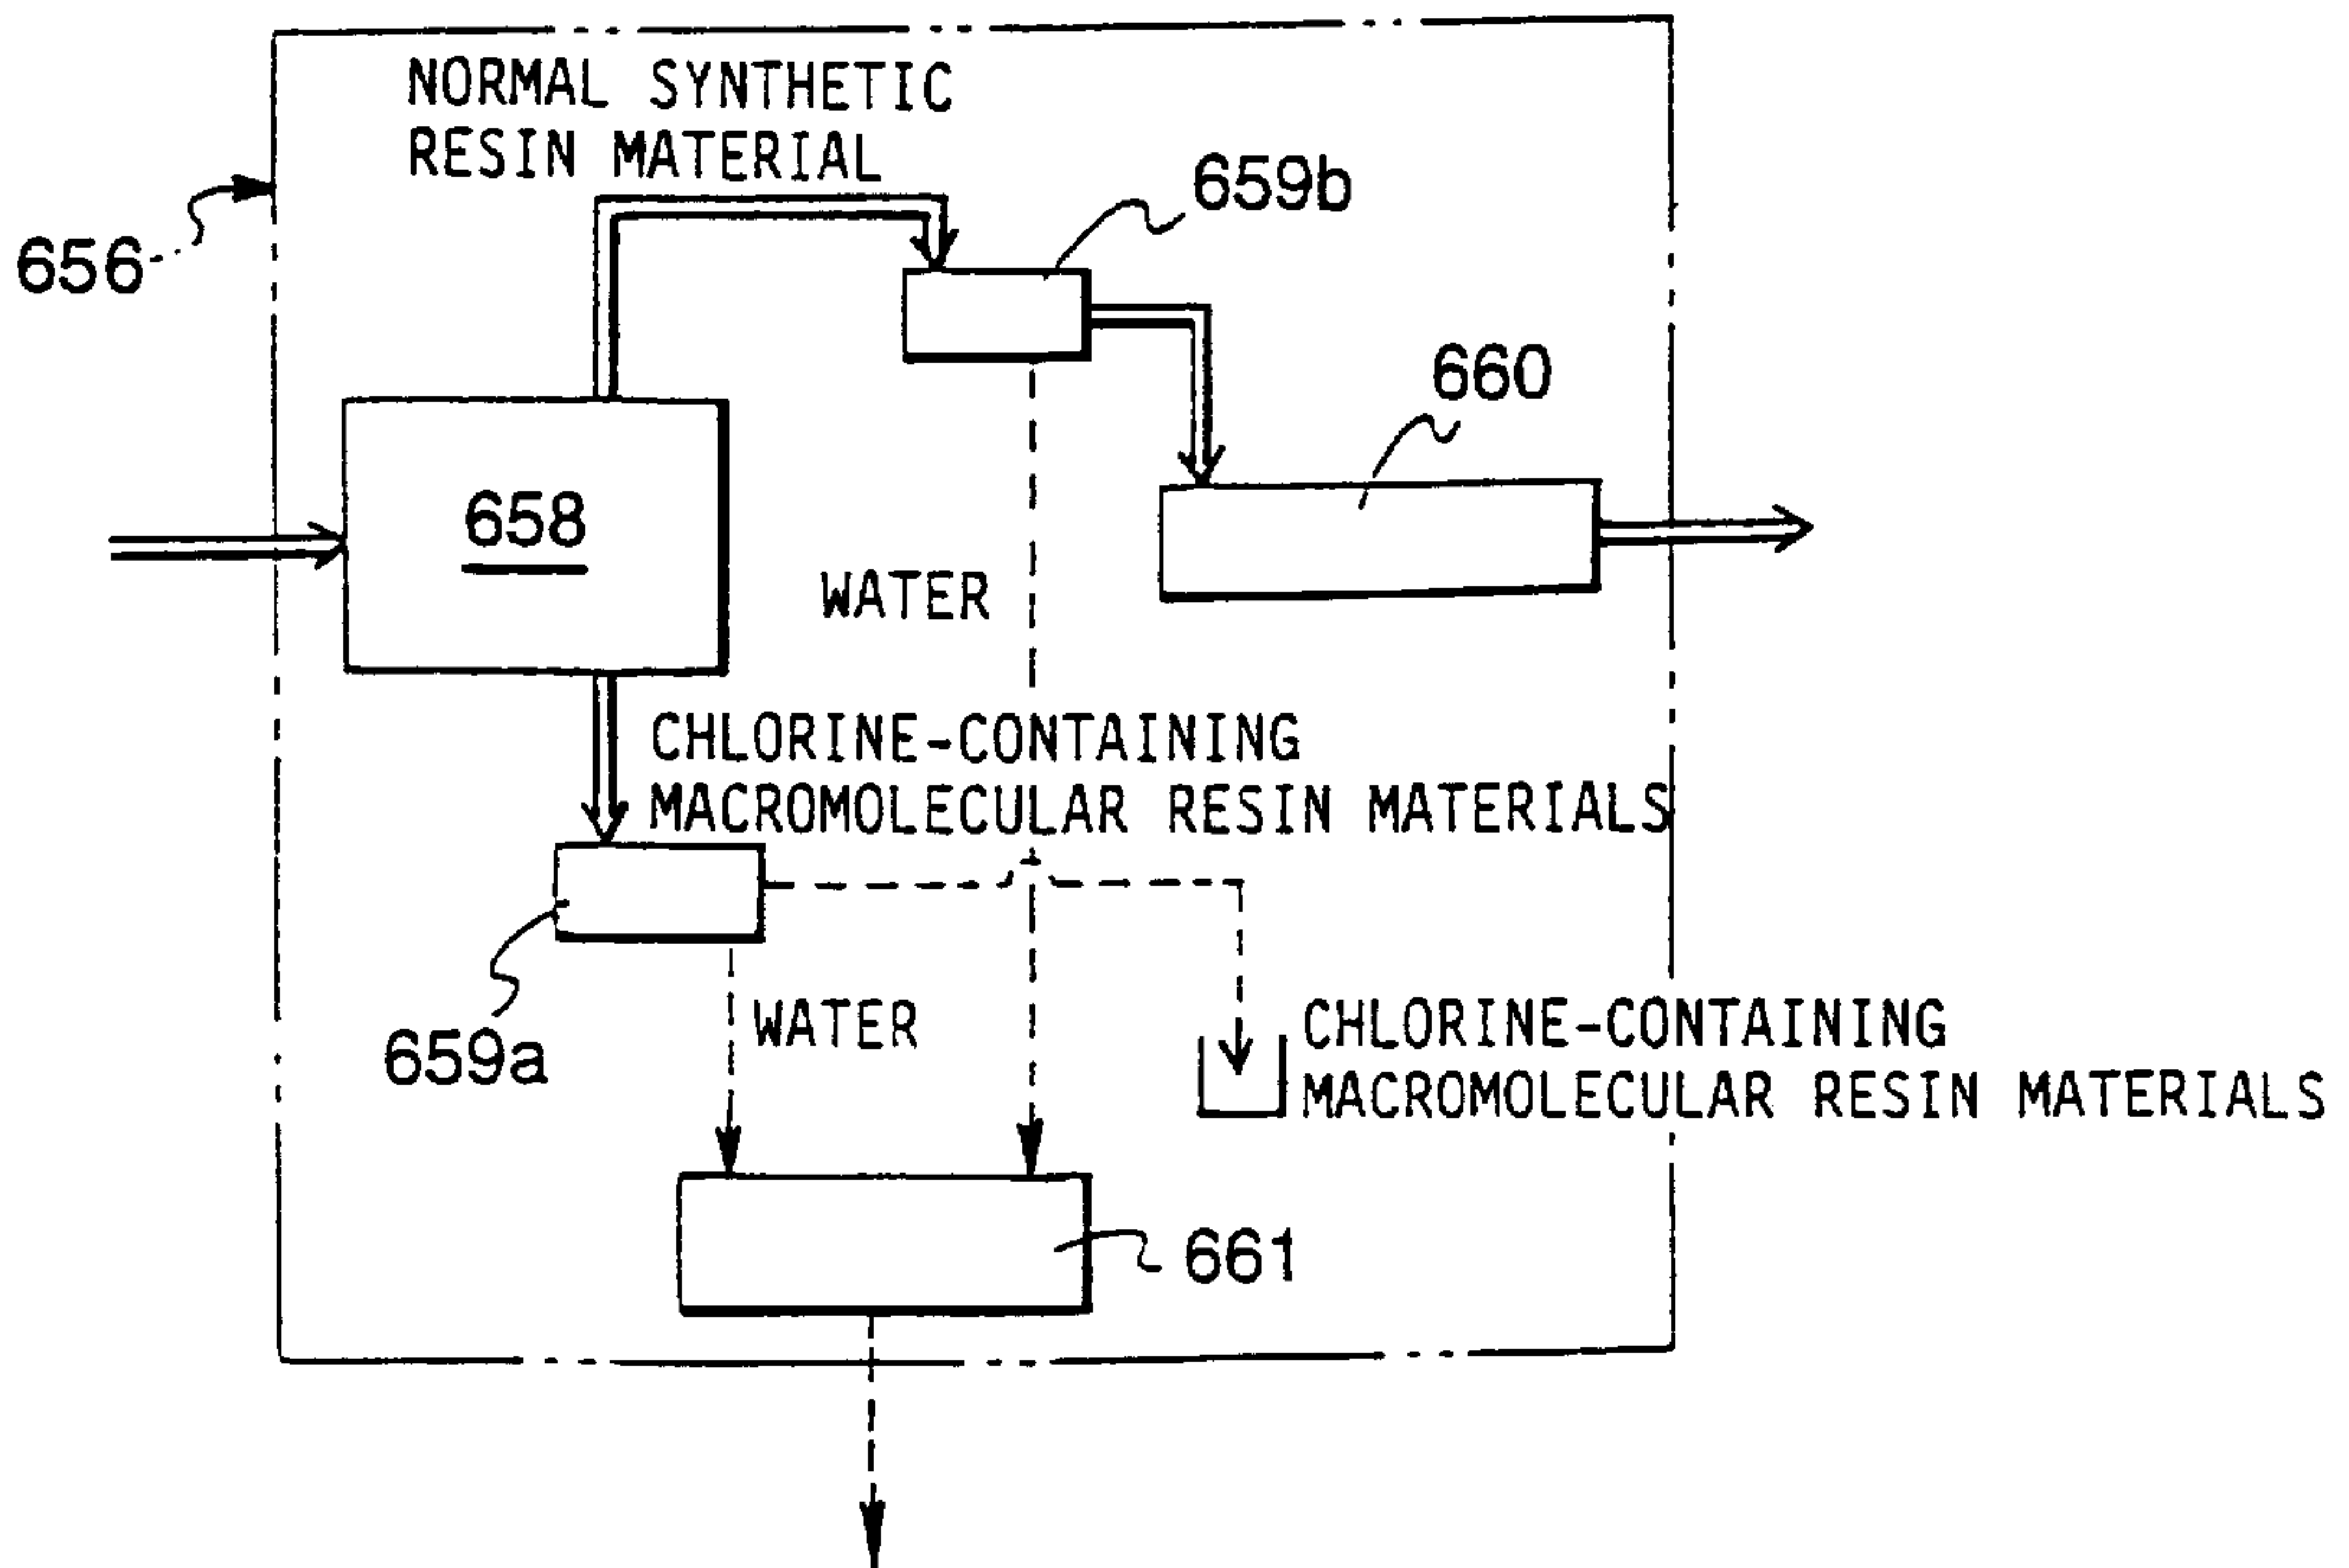 NORMAL SYNTHETIC
RESIN MATERIAL
659b
656
660
658
WATER
CHLORINE-CONTAINING
MACROMOLECULAR RESIN MATERIALS
659a
WATER
CHLORINE-CONTAINING
MACROMOLECULAR RESIN MATERIALS
661